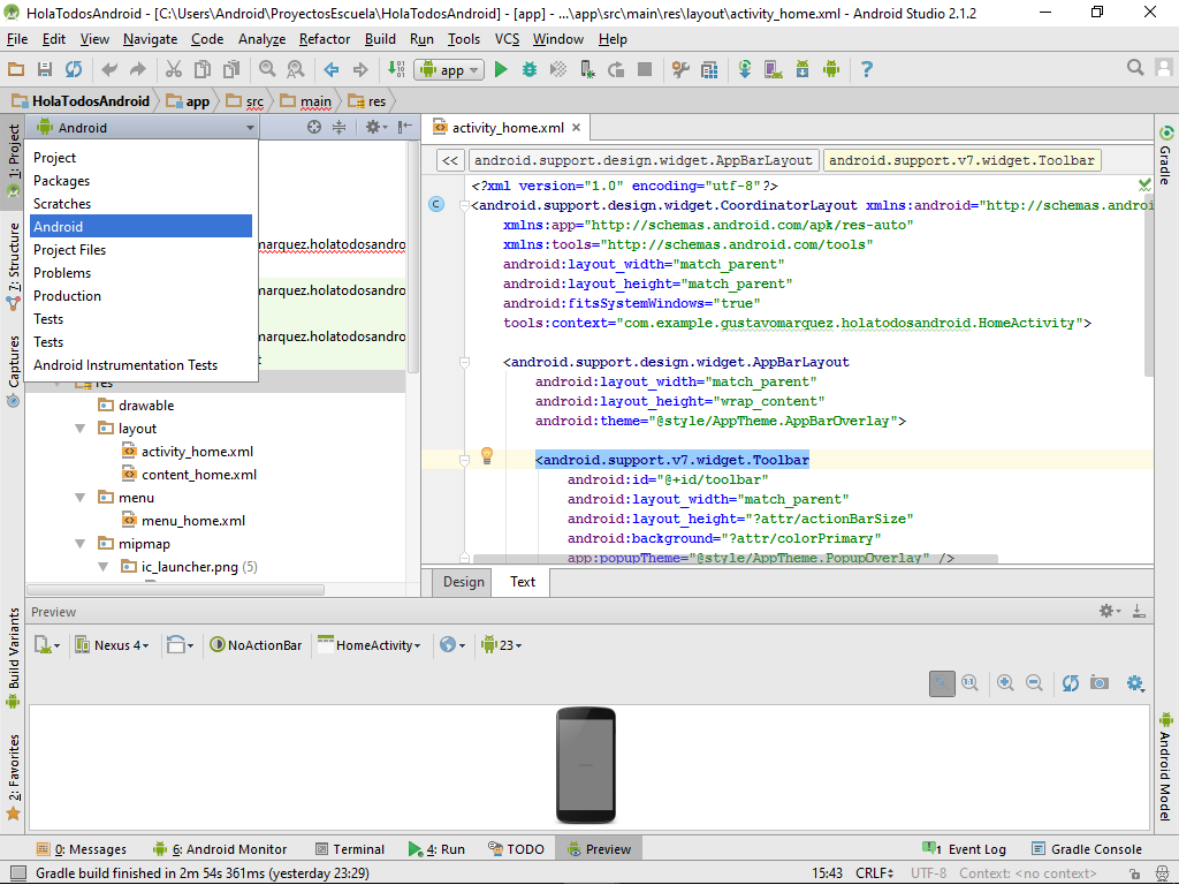 HolaTodosAndroid - [C:\Users\Android\ProyectosEscuela\HolaTodosAndroid] - [app] - ...\app\src\main\res\layout\activity_home.xml - Android Studio 2.1.2
File Edit View Navigate Code Analyze Refactor Build Run Tools VCS Window Help
app
HolaTodosAndroid app src main res
Android
activity_home.xml
1: Project
7: Structure
Captures
Build Variants
2: Favorites
Project
Packages
Scratches
Android
Project Files
Problems
Production
Tests
Tests
Android Instrumentation Tests
marquez.holatodosandro
marquez.holatodosandro
marquez.holatodosandro
res
drawable
layout
activity_home.xml
content_home.xml
menu
menu_home.xml
mipmap
ic_launcher.png (5)
<< android.support.design.widget.AppBarLayout android.support.v7.widget.Toolbar
<?xml version="1.0" encoding="utf-8"?>
<android.support.design.widget.CoordinatorLayout xmlns:android="http://schemas.androi
xmlns:app="http://schemas.android.com/apk/res-auto"
xmlns:tools="http://schemas.android.com/tools"
android:layout_width="match_parent"
android:layout_height="match_parent"
android:fitsSystemWindows="true"
tools:context="com.example.gustavomarquez.holatodosandroid.HomeActivity">
<android.support.design.widget.AppBarLayout
android:layout_width="match_parent"
android:layout_height="wrap_content"
android:theme="@style/AppTheme.AppBarOverlay">
<android.support.v7.widget.Toolbar
android:id="@+id/toolbar"
android:layout_width="match_parent"
android:layout_height="?attr/actionBarSize"
android:background="?attr/colorPrimary"
app:popupTheme="@style/AppTheme.PopupOverlay" />
Design Text
Gradle
Android Model
Preview
Nexus 4 NoActionBar HomeActivity 23
0: Messages 6: Android Monitor Terminal 4: Run TODO Preview 1 Event Log Gradle Console
Gradle build finished in 2m 54s 361ms (yesterday 23:29) 15:43 CRLF UTF-8 Context: <no context>